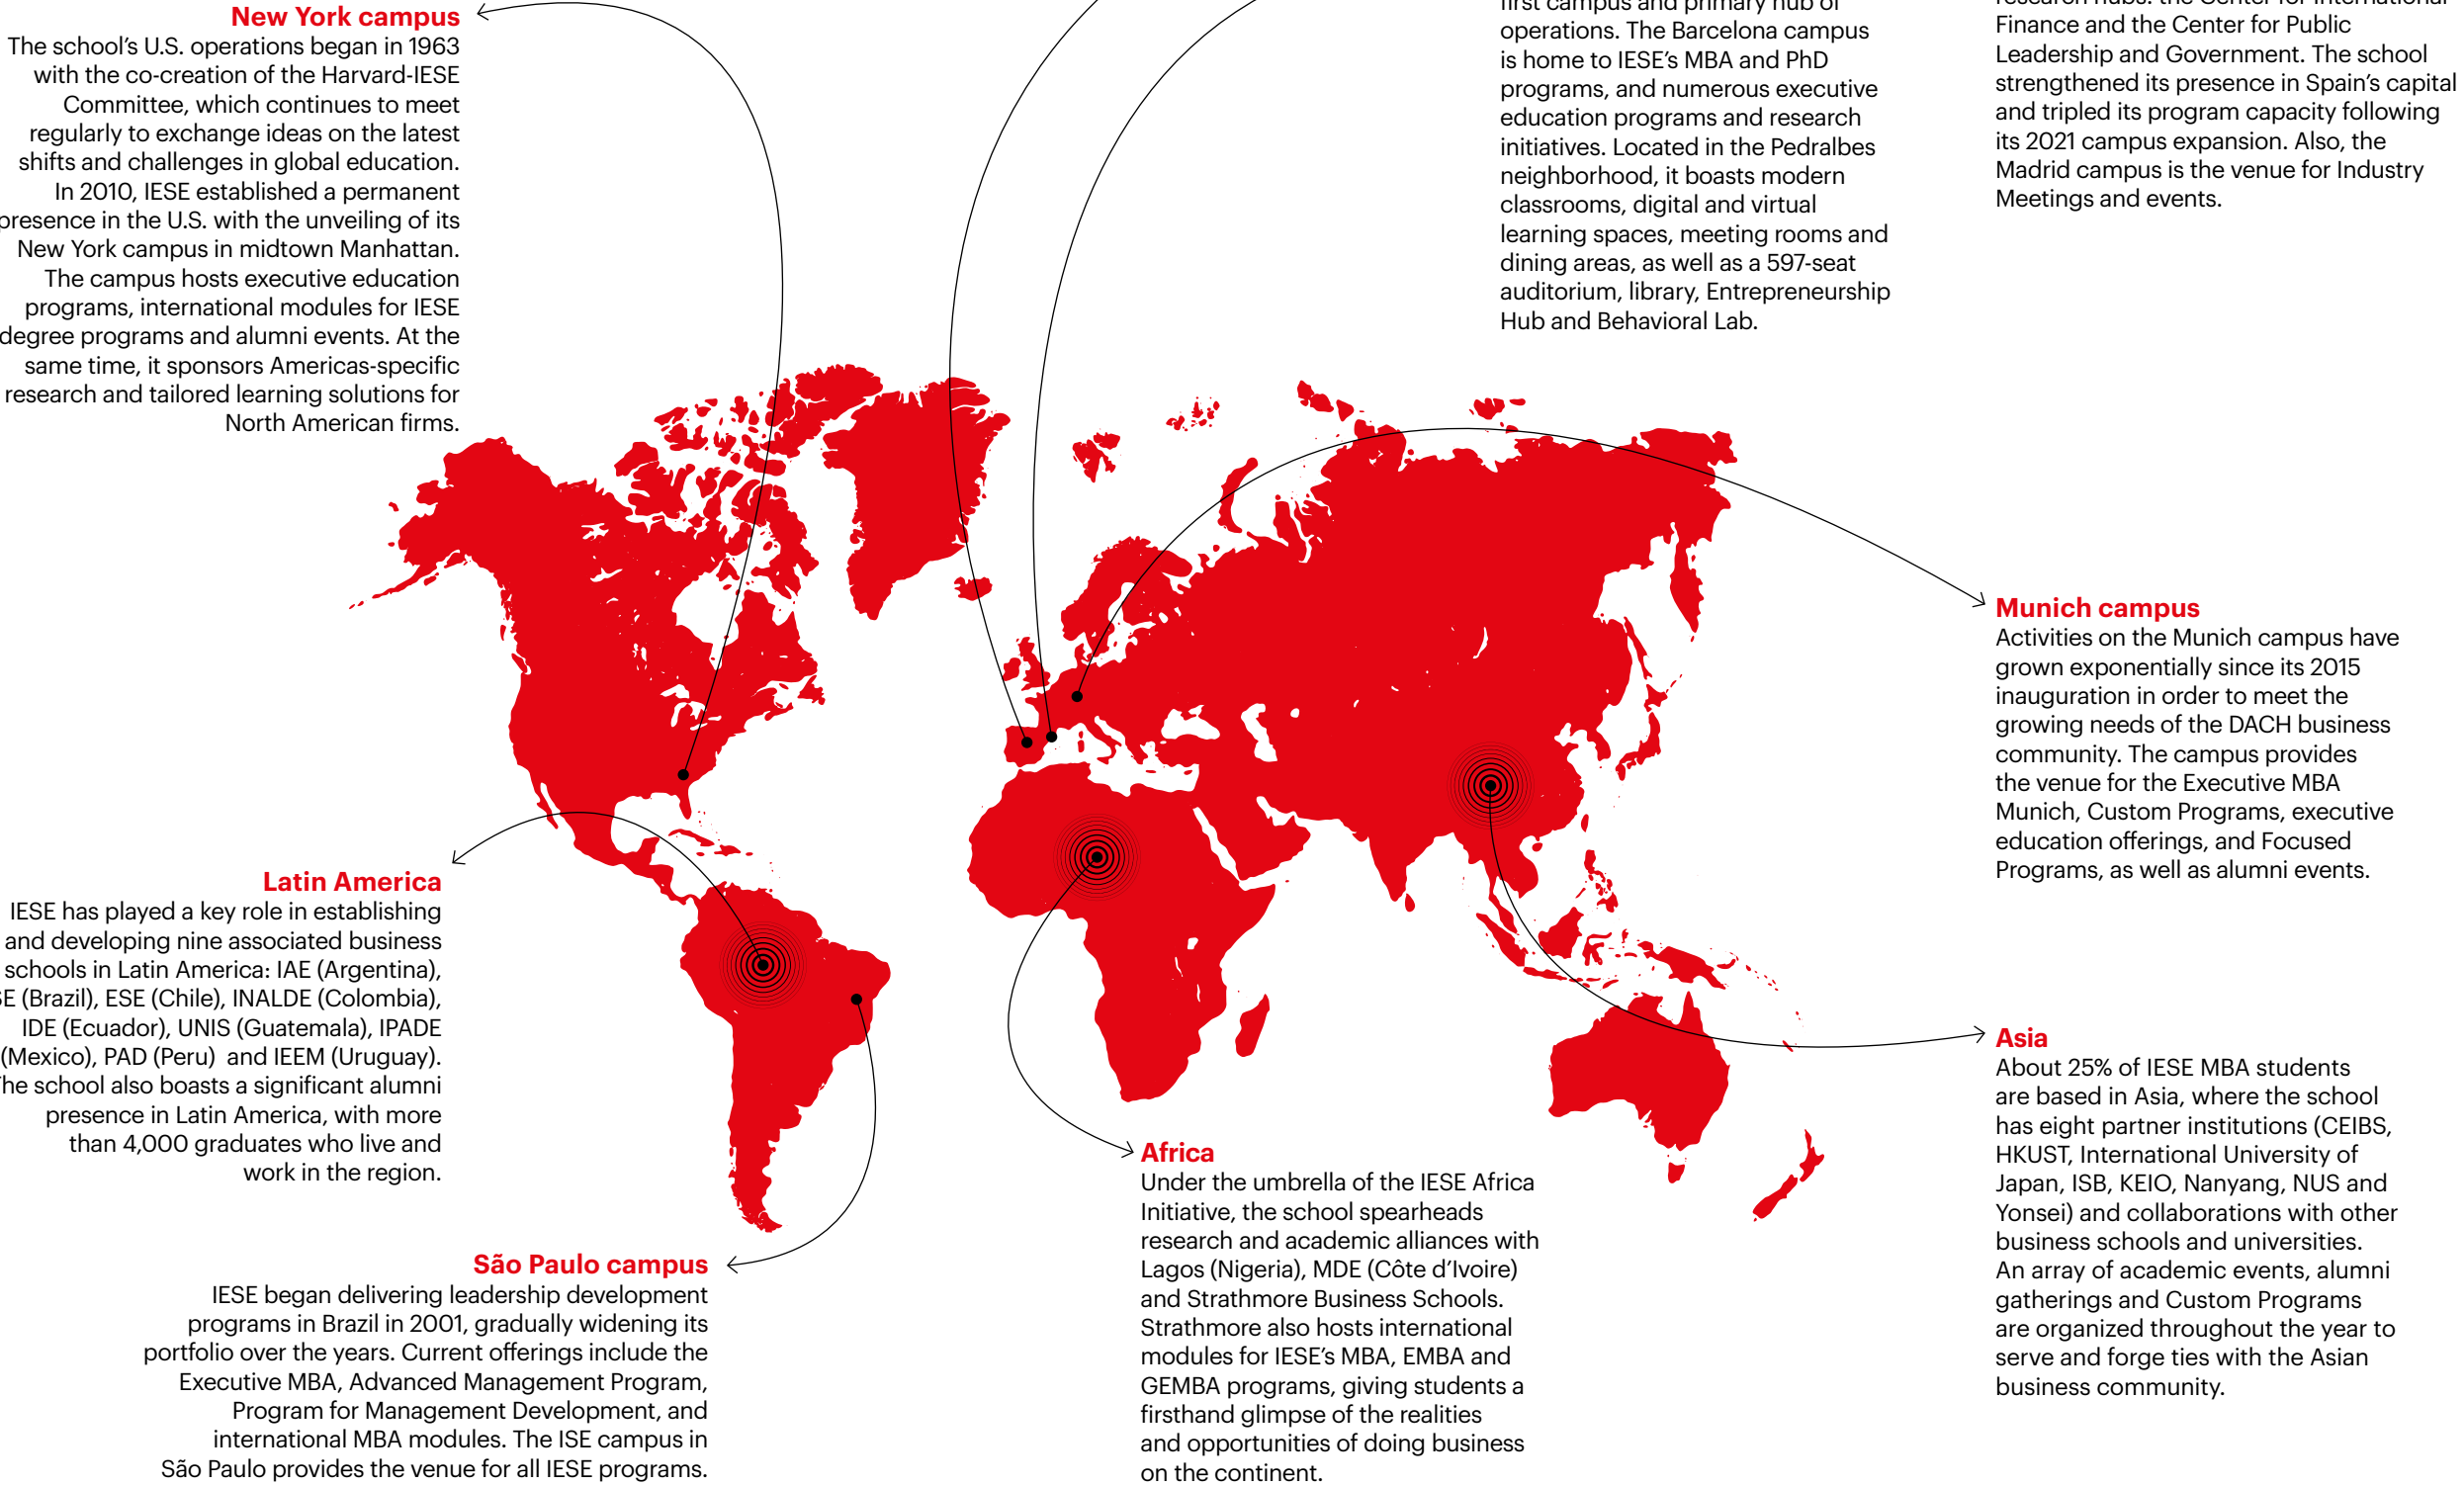 New York campus
The school's U.S. operations began in 1963
with the co-creation of the Harvard-IESE
Committee, which continues to meet
regularly to exchange ideas on the latest
shifts and challenges in global education.
In 2010, IESE established a permanent
presence in the U.S. with the unveiling of its
New York campus in midtown Manhattan.
The campus hosts executive education
programs, international modules for IESE
degree programs and alumni events. At the
same time, it sponsors Americas-specific
research and tailored learning solutions for
North American firms.
first campus and primary hub of
operations. The Barcelona campus
is home to IESE's MBA and PhD
programs, and numerous executive
education programs and research
initiatives. Located in the Pedralbes
neighborhood, it boasts modern
classrooms, digital and virtual
learning spaces, meeting rooms and
dining areas, as well as a 597-seat
auditorium, library, Entrepreneurship
Hub and Behavioral Lab.
research hubs: the Center for International
Finance and the Center for Public
Leadership and Government. The school
strengthened its presence in Spain's capital
and tripled its program capacity following
its 2021 campus expansion. Also, the
Madrid campus is the venue for Industry
Meetings and events.
Munich campus
Activities on the Munich campus have
grown exponentially since its 2015
inauguration in order to meet the
growing needs of the DACH business
community. The campus provides
the venue for the Executive MBA
Munich, Custom Programs, executive
education offerings, and Focused
Programs, as well as alumni events.
Latin America
IESE has played a key role in establishing
and developing nine associated business
schools in Latin America: IAE (Argentina),
SE (Brazil), ESE (Chile), INALDE (Colombia),
IDE (Ecuador), UNIS (Guatemala), IPADE
(Mexico), PAD (Peru) and IEEM (Uruguay).
The school also boasts a significant alumni
presence in Latin America, with more
than 4,000 graduates who live and
work in the region.
São Paulo campus
IESE began delivering leadership development
programs in Brazil in 2001, gradually widening its
portfolio over the years. Current offerings include the
Executive MBA, Advanced Management Program,
Program for Management Development, and
international MBA modules. The ISE campus in
São Paulo provides the venue for all IESE programs.
Africa
Under the umbrella of the IESE Africa
Initiative, the school spearheads
research and academic alliances with
Lagos (Nigeria), MDE (Côte d'Ivoire)
and Strathmore Business Schools.
Strathmore also hosts international
modules for IESE's MBA, EMBA and
GEMBA programs, giving students a
firsthand glimpse of the realities
and opportunities of doing business
on the continent.
Asia
About 25% of IESE MBA students
are based in Asia, where the school
has eight partner institutions (CEIBS,
HKUST, International University of
Japan, ISB, KEIO, Nanyang, NUS and
Yonsei) and collaborations with other
business schools and universities.
An array of academic events, alumni
gatherings and Custom Programs
are organized throughout the year to
serve and forge ties with the Asian
business community.